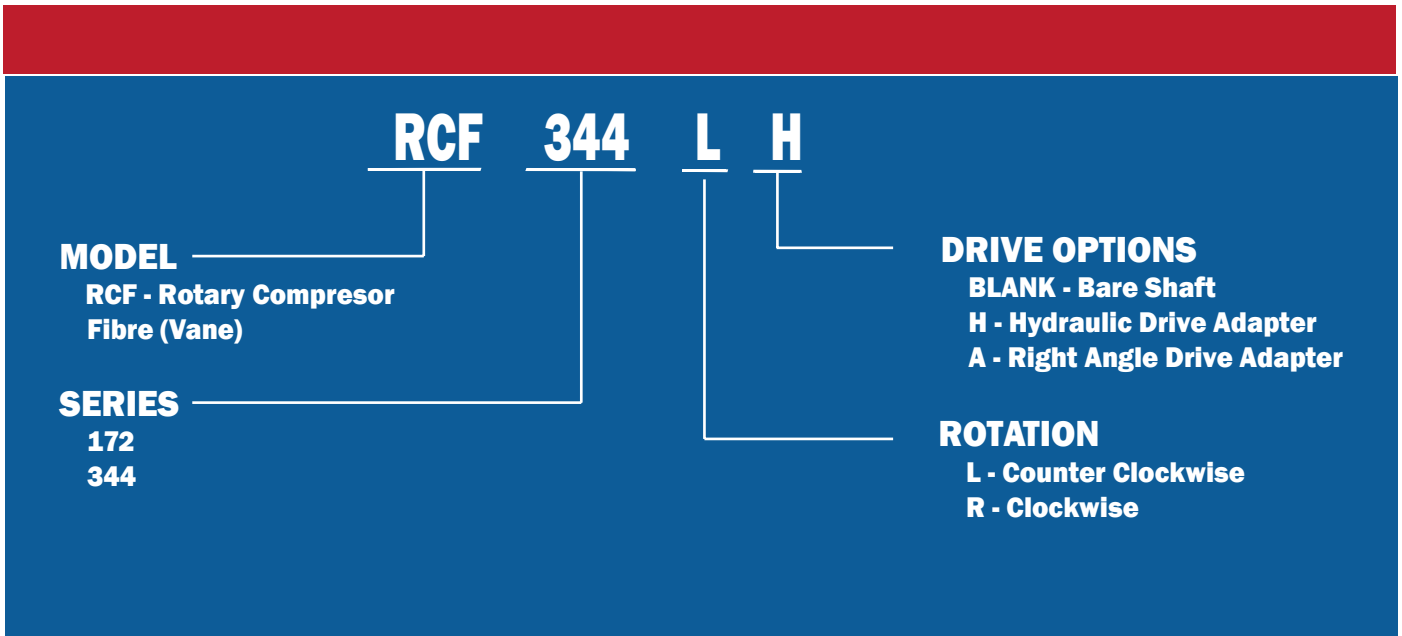 RCF 344 L H
MODEL
RCF - Rotary Compresor
Fibre (Vane)
SERIES
172
344
DRIVE OPTIONS
BLANK - Bare Shaft
H - Hydraulic Drive Adapter
A - Right Angle Drive Adapter
ROTATION
L - Counter Clockwise
R - Clockwise